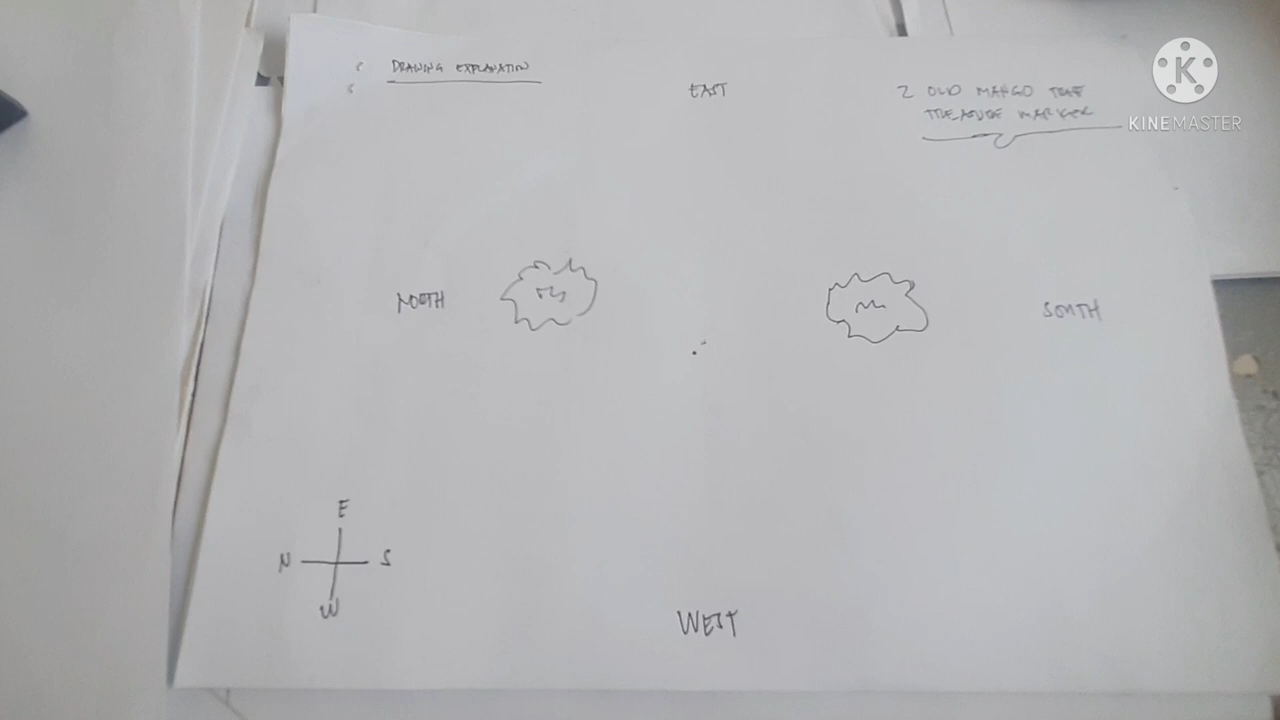 DRAWING EXPLANATION
EAST
2 OLD MANGO TREE
TREASURE MARKER
KINEMASTER
NORTH
M
M
SOUTH
E
N S
W
WEST